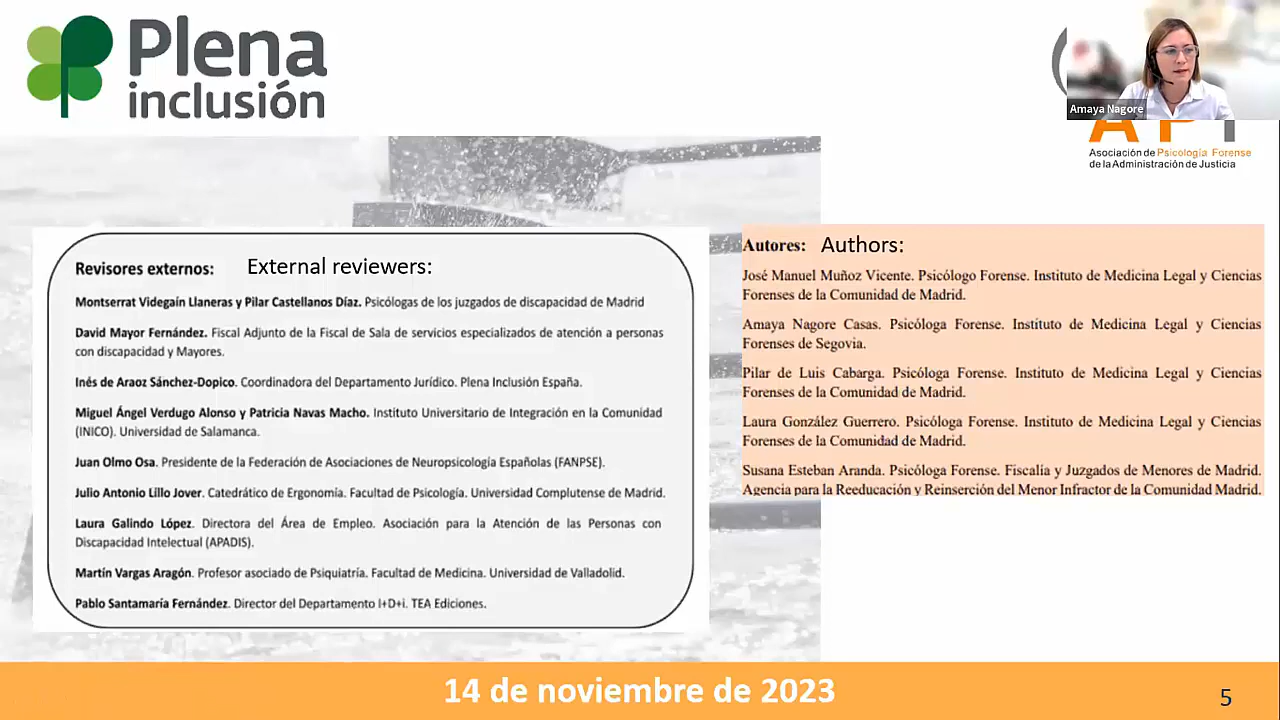 Plena
inclusión
Amaya Nagore
Asociación de Psicología Forense
de la Administración de Justicia
Revisores externos: External reviewers:
Montserrat Videgaín Llaneras y Pilar Castellanos Díaz. Psicólogas de los juzgados de discapacidad de Madrid
David Mayor Fernández. Fiscal Adjunto de la Fiscal de Sala de servicios especializados de atención a personas
con discapacidad y Mayores.
Inés de Araoz Sánchez-Dopico. Coordinadora del Departamento Jurídico. Plena Inclusión España.
Miguel Ángel Verdugo Alonso y Patricia Navas Macho. Instituto Universitario de Integración en la Comunidad
(INICO). Universidad de Salamanca.
Juan Olmo Osa. Presidente de la Federación de Asociaciones de Neuropsicología Españolas (FANPSE).
Julio Antonio Lillo Jover. Catedrático de Ergonomía. Facultad de Psicología. Universidad Complutense de Madrid.
Laura Galindo López. Directora del Área de Empleo. Asociación para la Atención de las Personas con
Discapacidad Intelectual (APADIS).
Martín Vargas Aragón. Profesor asociado de Psiquiatría. Facultad de Medicina. Universidad de Valladolid.
Pablo Santamaría Fernández. Director del Departamento I+D+i. TEA Ediciones.
Autores: Authors:
José Manuel Muñoz Vicente. Psicólogo Forense. Instituto de Medicina Legal y Ciencias
Forenses de la Comunidad de Madrid.
Amaya Nagore Casas. Psicóloga Forense. Instituto de Medicina Legal y Ciencias
Forenses de Segovia.
Pilar de Luis Cabarga. Psicóloga Forense. Instituto de Medicina Legal y Ciencias
Forenses de la Comunidad de Madrid.
Laura González Guerrero. Psicóloga Forense. Instituto de Medicina Legal y Ciencias
Forenses de la Comunidad de Madrid.
Susana Esteban Aranda. Psicóloga Forense. Fiscalía y Juzgados de Menores de Madrid.
Agencia para la Reeducación y Reinserción del Menor Infractor de la Comunidad Madrid.
14 de noviembre de 2023
5